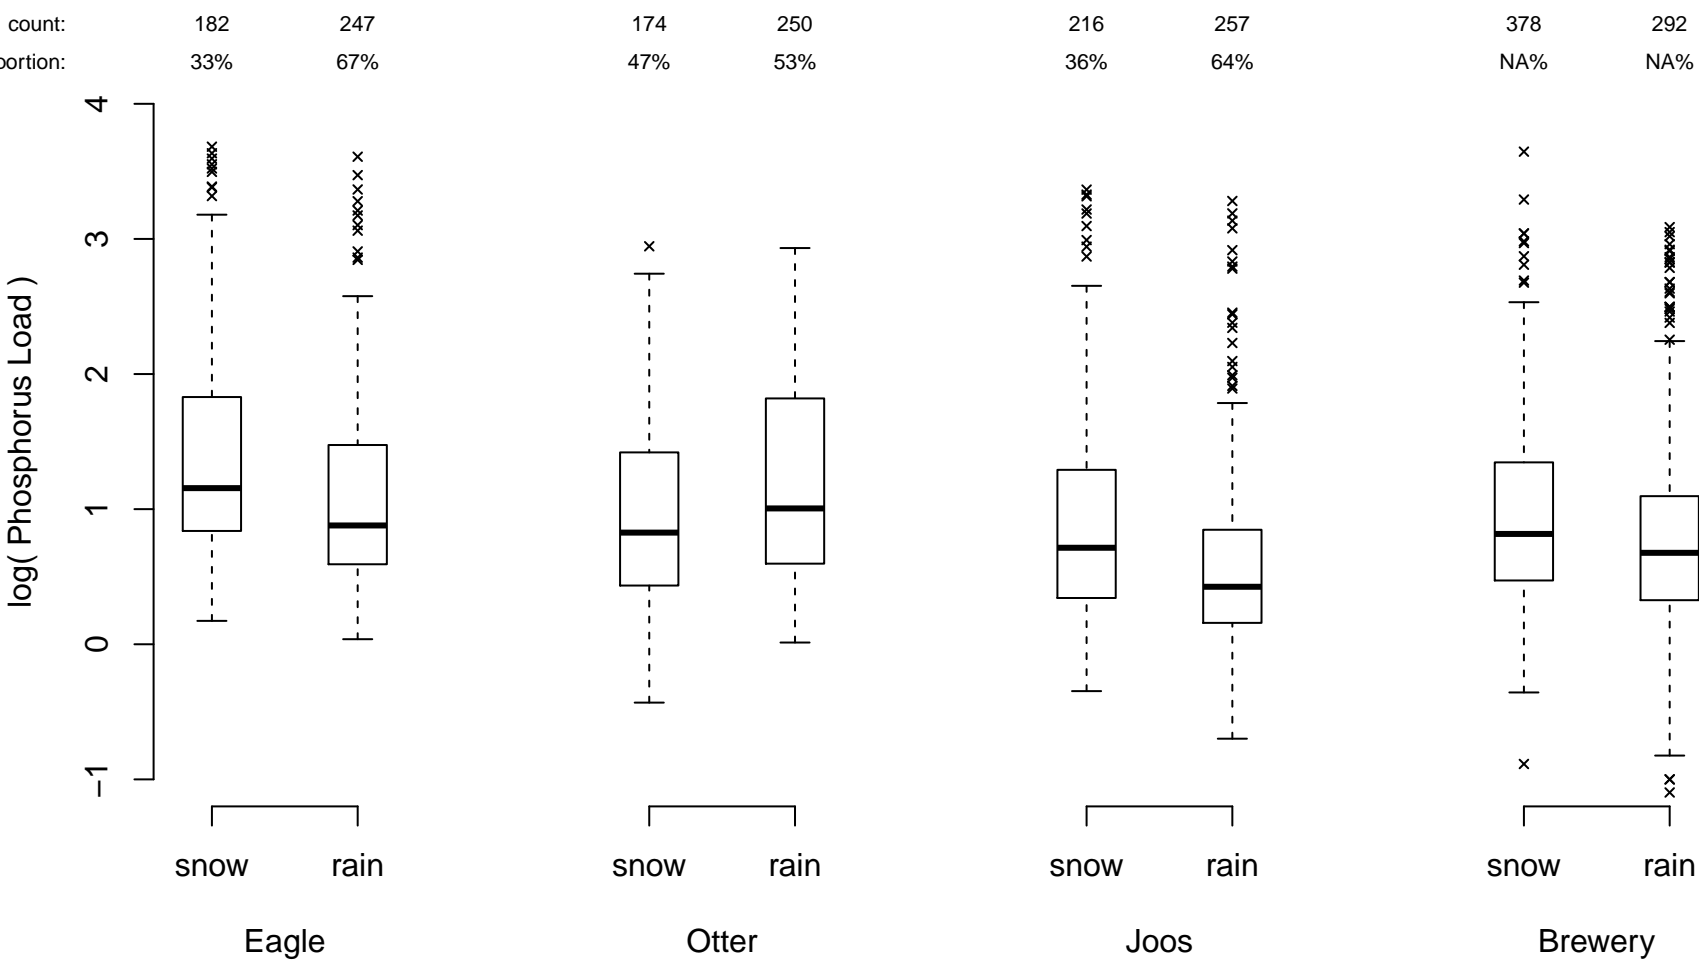 count: 182 247 174 250 216 257 378 292
portion: 33% 67% 47% 53% 36% 64% NA% NA%
4
3
2
1
0
−1
log( Phosphorus Load )
snow rain snow rain snow rain snow rain
Eagle Otter Joos Brewery